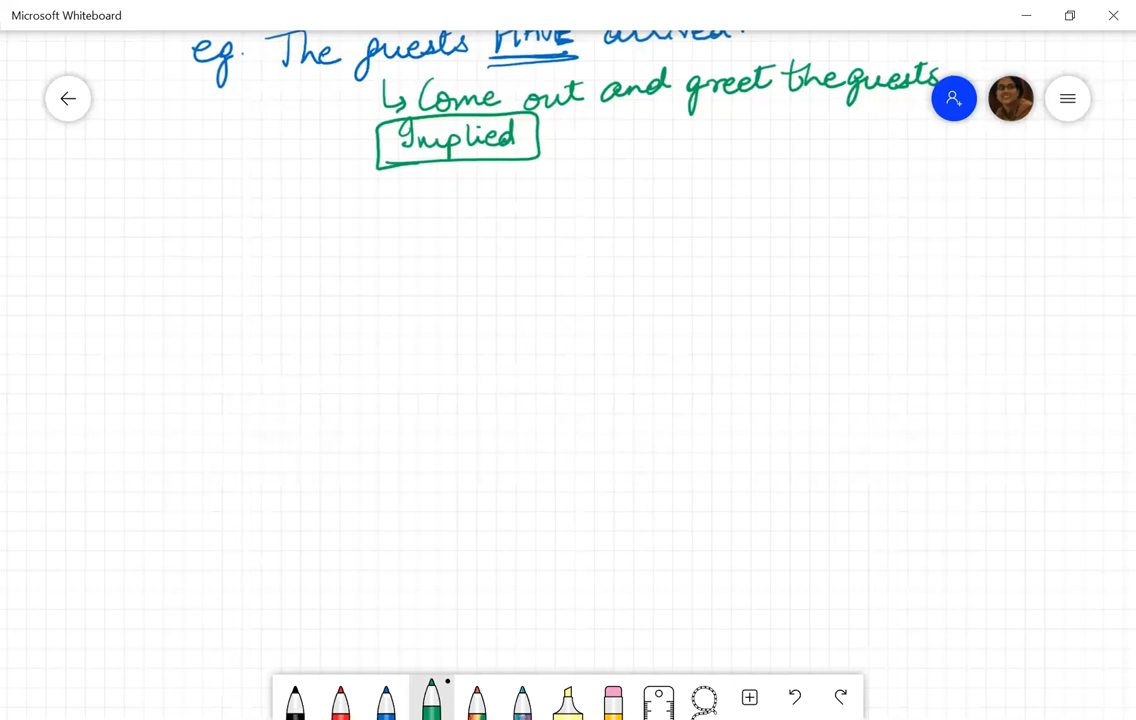 Microsoft Whiteboard
eg. The guests HAVE arrived.
↳ Come out and greet the guests
Implied